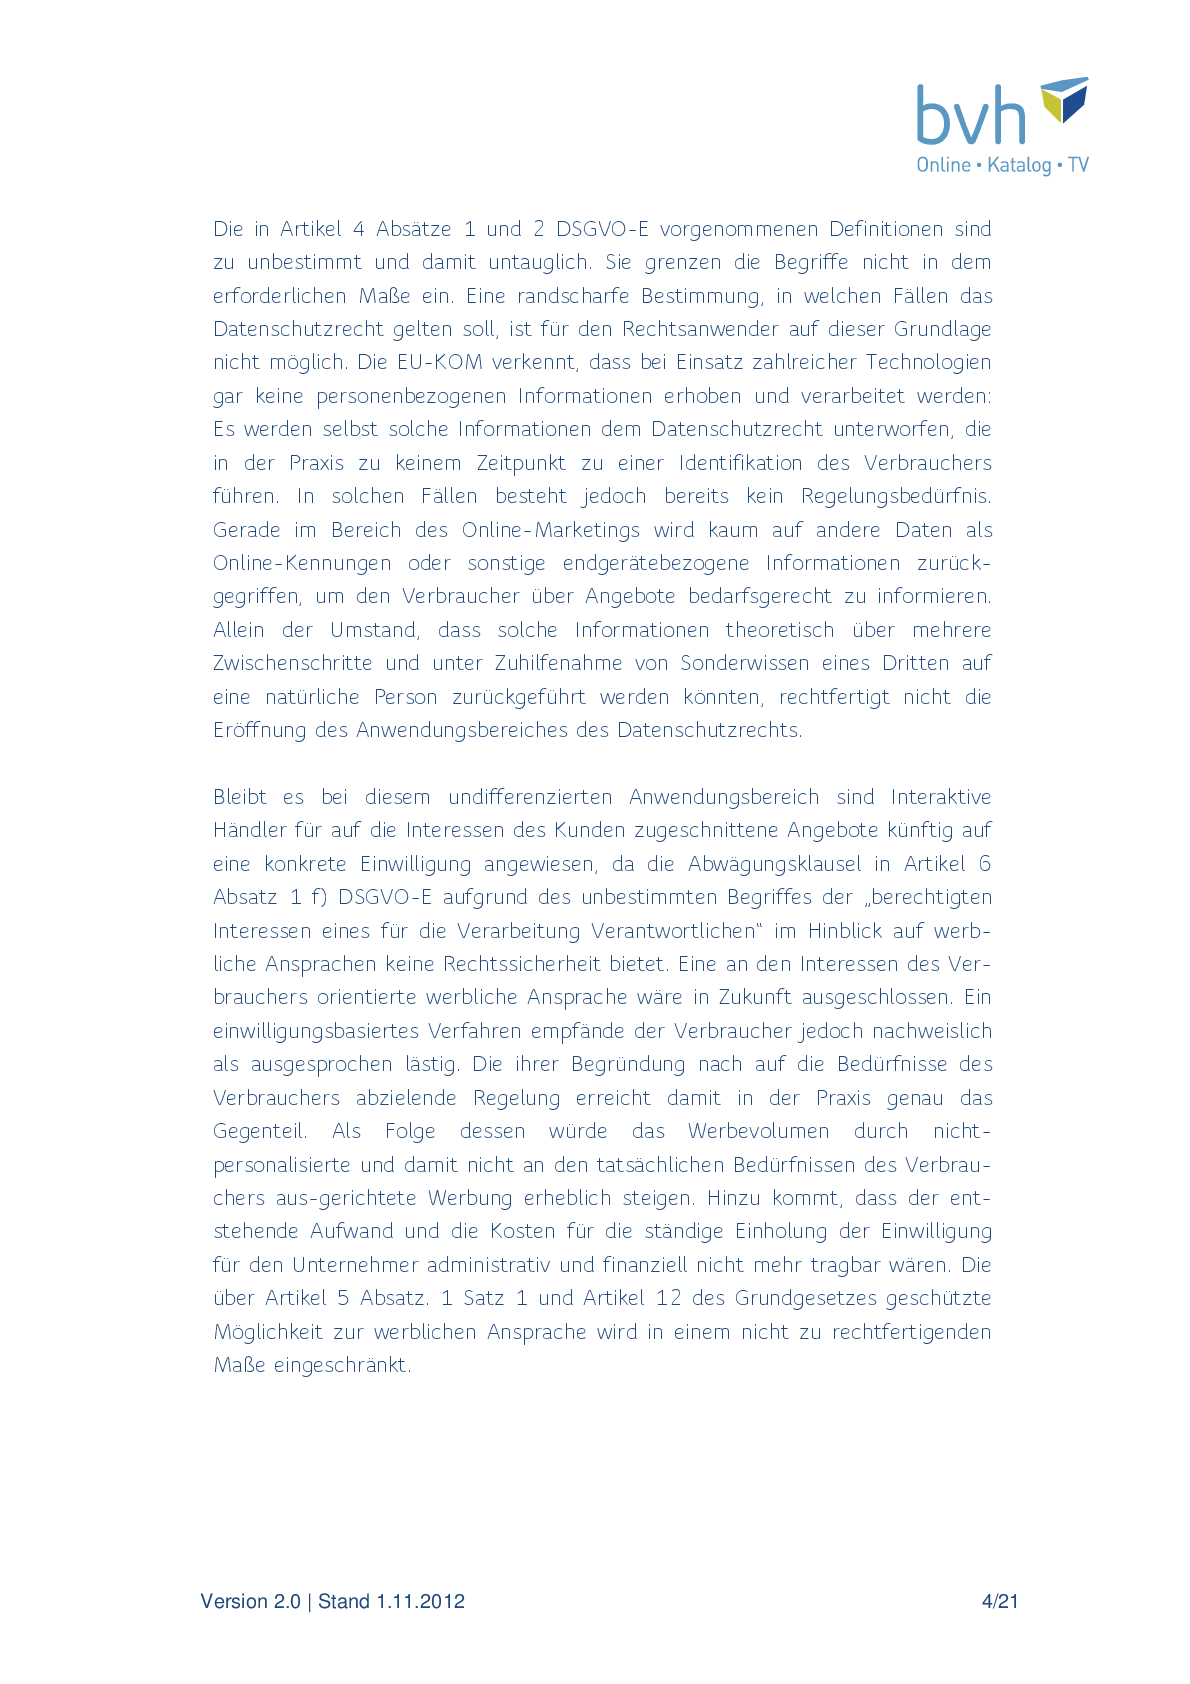 bvh
Online • Katalog • TV
Die in Artikel 4 Absätze 1 und 2 DSGVO-E vorgenommenen Definitionen sind
zu unbestimmt und damit untauglich. Sie grenzen die Begriffe nicht in dem
erforderlichen Maße ein. Eine randscharfe Bestimmung, in welchen Fällen das
Datenschutzrecht gelten soll, ist für den Rechtsanwender auf dieser Grundlage
nicht möglich. Die EU-KOM verkennt, dass bei Einsatz zahlreicher Technologien
gar keine personenbezogenen Informationen erhoben und verarbeitet werden:
Es werden selbst solche Informationen dem Datenschutzrecht unterworfen, die
in der Praxis zu keinem Zeitpunkt zu einer Identifikation des Verbrauchers
führen. In solchen Fällen besteht jedoch bereits kein Regelungsbedürfnis.
Gerade im Bereich des Online-Marketings wird kaum auf andere Daten als
Online-Kennungen oder sonstige endgerätebezogene Informationen zurück-
gegriffen, um den Verbraucher über Angebote bedarfsgerecht zu informieren.
Allein der Umstand, dass solche Informationen theoretisch über mehrere
Zwischenschritte und unter Zuhilfenahme von Sonderwissen eines Dritten auf
eine natürliche Person zurückgeführt werden könnten, rechtfertigt nicht die
Eröffnung des Anwendungsbereiches des Datenschutzrechts.
Bleibt es bei diesem undifferenzierten Anwendungsbereich sind Interaktive
Händler für auf die Interessen des Kunden zugeschnittene Angebote künftig auf
eine konkrete Einwilligung angewiesen, da die Abwägungsklausel in Artikel 6
Absatz 1 f) DSGVO-E aufgrund des unbestimmten Begriffes der „berechtigten
Interessen eines für die Verarbeitung Verantwortlichen“ im Hinblick auf werb-
liche Ansprachen keine Rechtssicherheit bietet. Eine an den Interessen des Ver-
brauchers orientierte werbliche Ansprache wäre in Zukunft ausgeschlossen. Ein
einwilligungsbasiertes Verfahren empfände der Verbraucher jedoch nachweislich
als ausgesprochen lästig. Die ihrer Begründung nach auf die Bedürfnisse des
Verbrauchers abzielende Regelung erreicht damit in der Praxis genau das
Gegenteil. Als Folge dessen würde das Werbevolumen durch nicht-
personalisierte und damit nicht an den tatsächlichen Bedürfnissen des Verbrau-
chers aus-gerichtete Werbung erheblich steigen. Hinzu kommt, dass der ent-
stehende Aufwand und die Kosten für die ständige Einholung der Einwilligung
für den Unternehmer administrativ und finanziell nicht mehr tragbar wären. Die
über Artikel 5 Absatz. 1 Satz 1 und Artikel 12 des Grundgesetzes geschützte
Möglichkeit zur werblichen Ansprache wird in einem nicht zu rechtfertigenden
Maße eingeschränkt.
Version 2.0 | Stand 1.11.2012 4/21